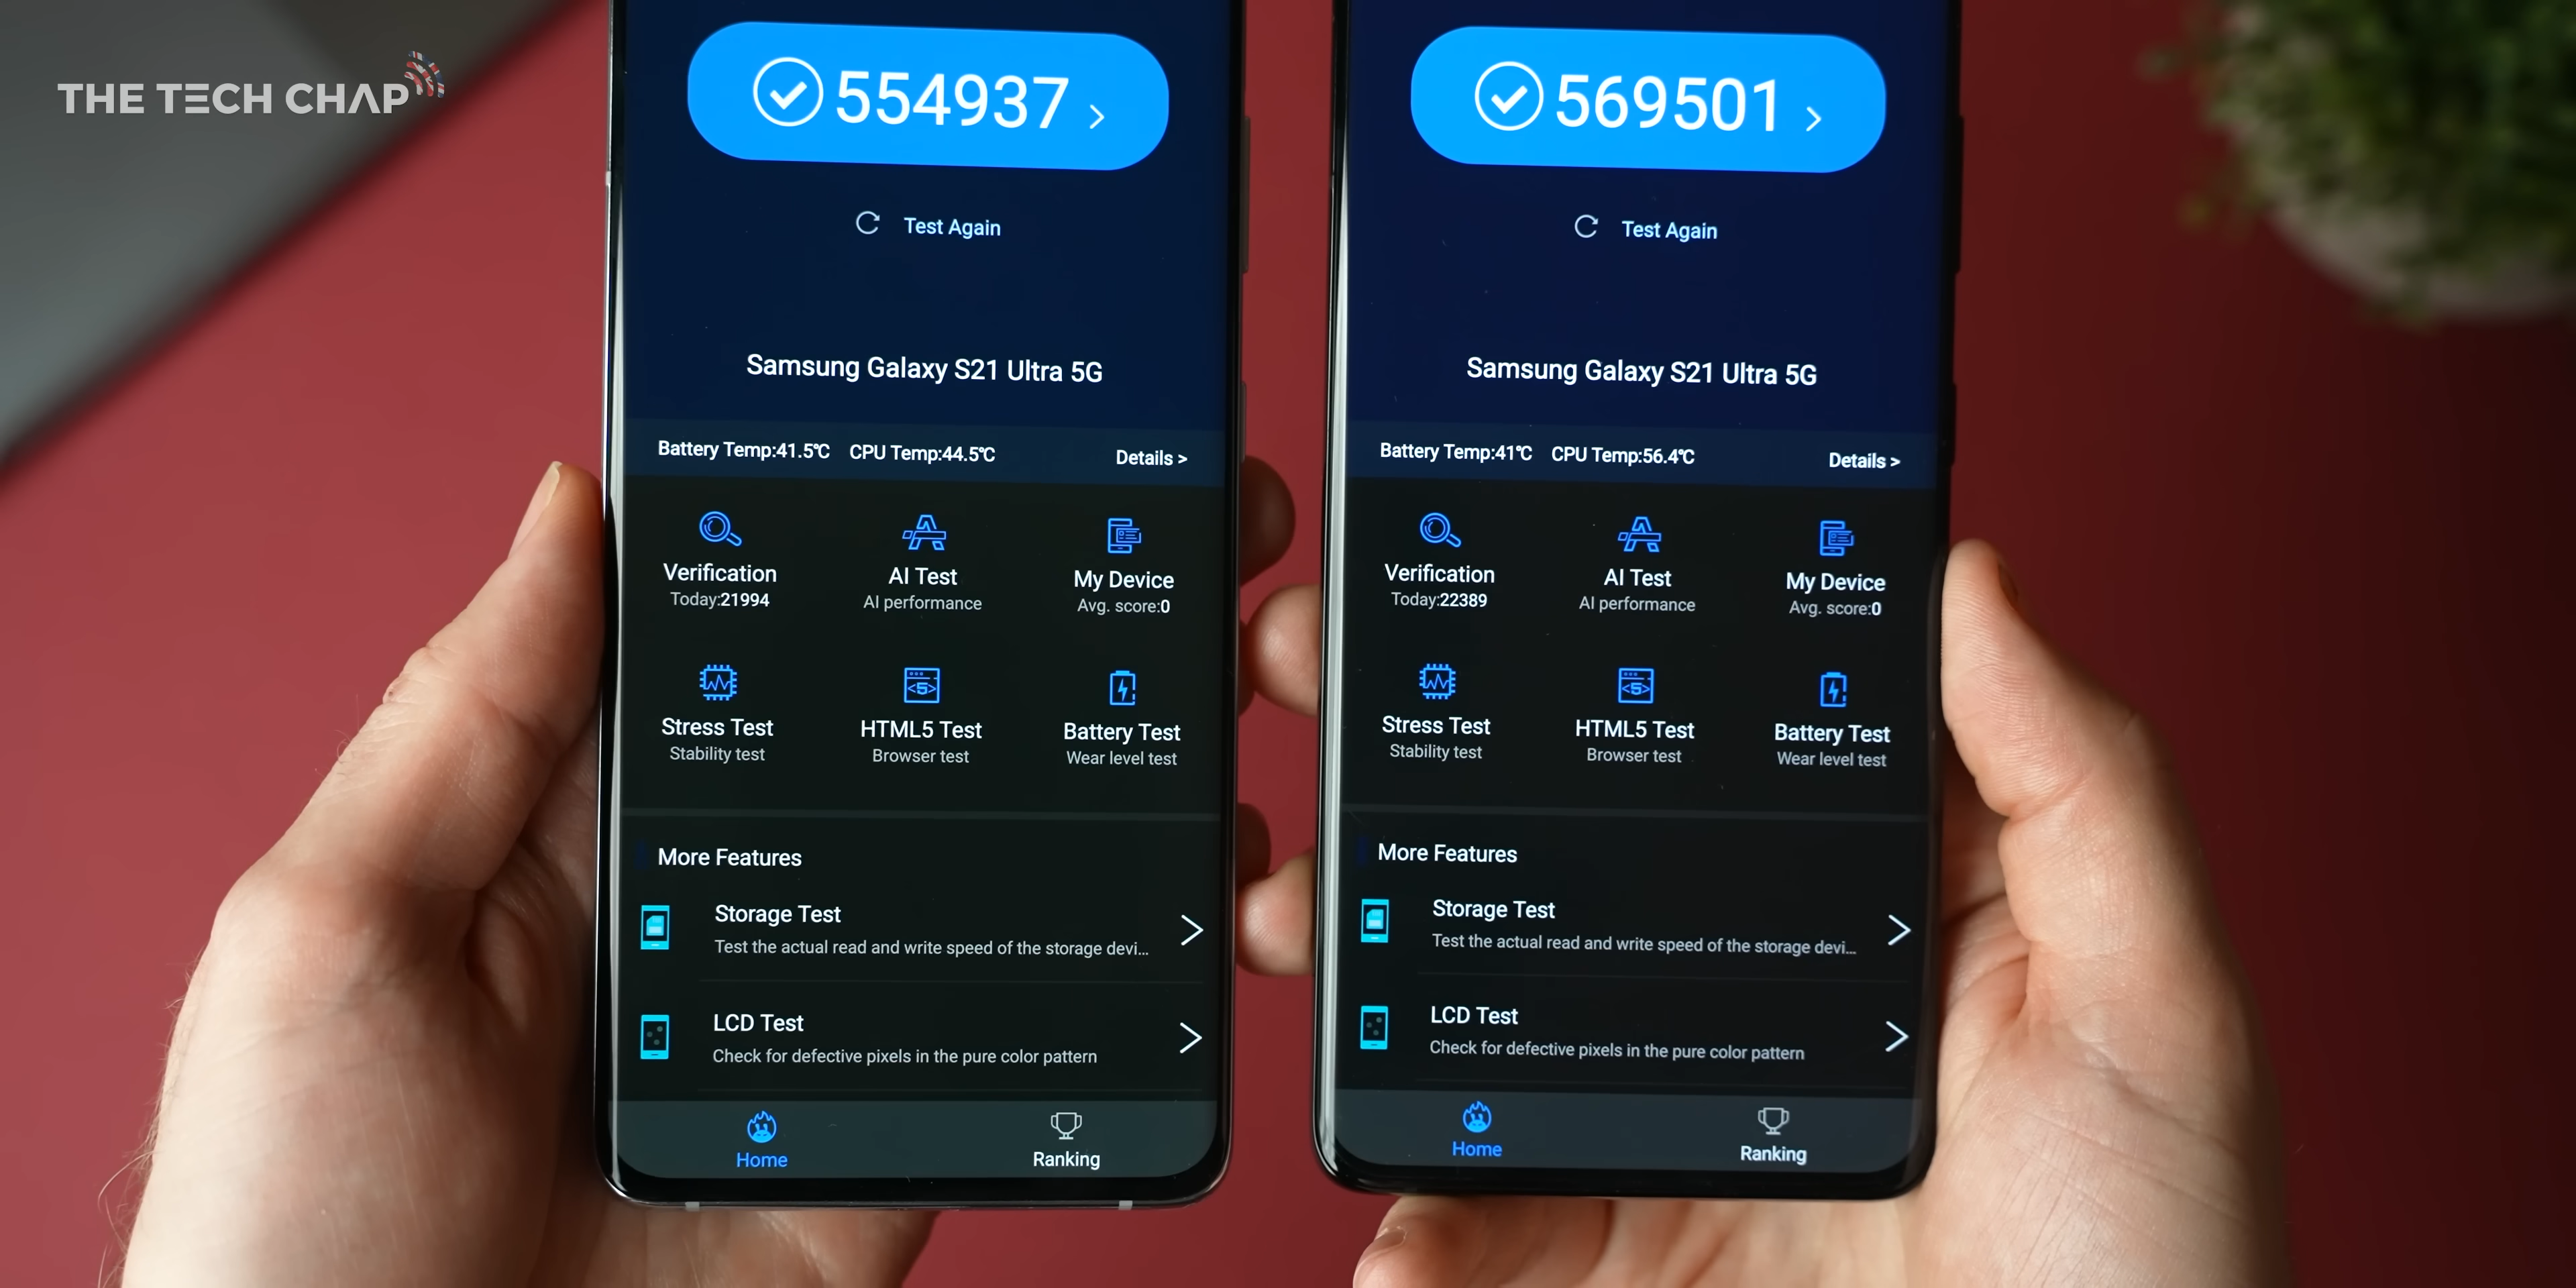 THE TECH CHAP
554937 >
Test Again
Samsung Galaxy S21 Ultra 5G
Battery Temp:41.5℃ CPU Temp:44.5℃ Details >
Verification AI Test My Device
Today:21994 AI performance Avg. score:0
Stress Test HTML5 Test Battery Test
Stability test Browser test Wear level test
More Features
Storage Test
Test the actual read and write speed of the storage devi...
LCD Test
Check for defective pixels in the pure color pattern
Home Ranking
569501 >
Test Again
Samsung Galaxy S21 Ultra 5G
Battery Temp:41℃ CPU Temp:56.4℃ Details >
Verification AI Test My Device
Today:22389 AI performance Avg. score:0
Stress Test HTML5 Test Battery Test
Stability test Browser test Wear level test
More Features
Storage Test
Test the actual read and write speed of the storage devi...
LCD Test
Check for defective pixels in the pure color pattern
Home Ranking